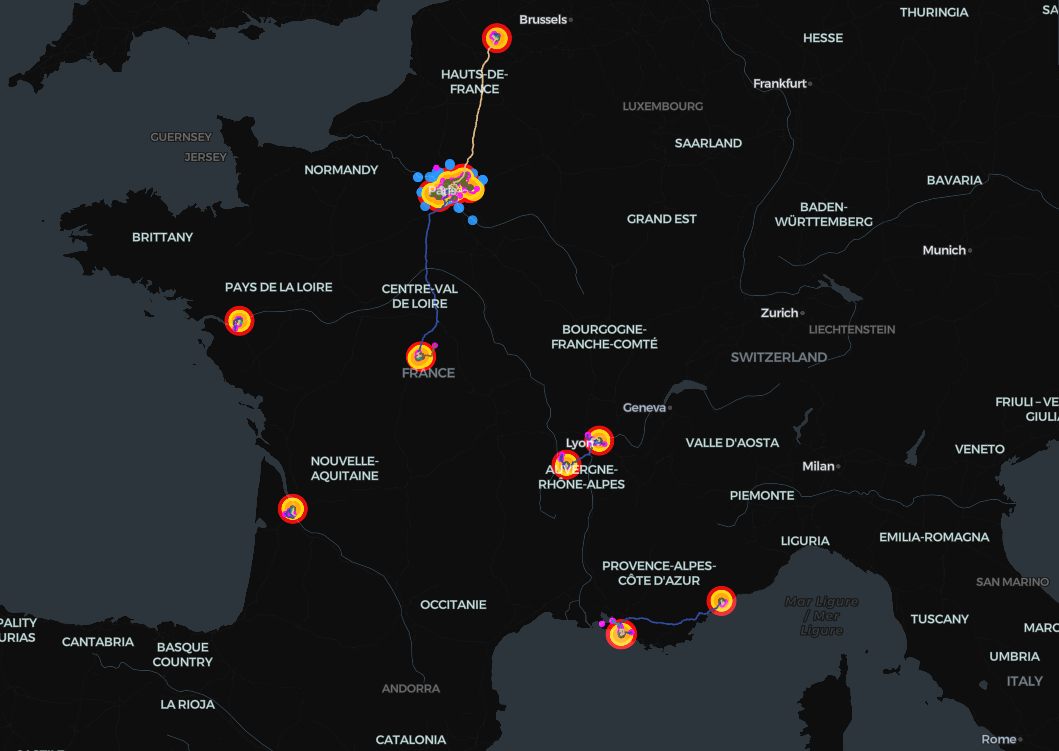 THURINGIA
SA
Brussels
HESSE
HAUTS-DE-
FRANCE
Frankfurt
LUXEMBOURG
GUERNSEY
JERSEY
SAARLAND
NORMANDY
BAVARIA
Paris
BADEN-
WÜRTTEMBERG
GRAND EST
BRITTANY
Munich
PAYS DE LA LOIRE
CENTRE-VAL
DE LOIRE
Zurich
LIECHTENSTEIN
BOURGOGNE-
FRANCHE-COMTÉ
SWITZERLAND
FRANCE
Geneva
FRIULI – VE
GIULI
Lyon
VALLE D'AOSTA
VENETO
NOUVELLE-
AQUITAINE
AUVERGNE-
RHÔNE-ALPES
Milan
PIEMONTE
LIGURIA
EMILIA-ROMAGNA
PROVENCE-ALPES-
CÔTE D'AZUR
SAN MARINO
OCCITANIE
Mar Ligure
/ Mer
Ligure
TUSCANY
PALITY
URIAS
CANTABRIA
BASQUE
COUNTRY
MARC
UMBRIA
ANDORRA
ITALY
LA RIOJA
CATALONIA
Rome